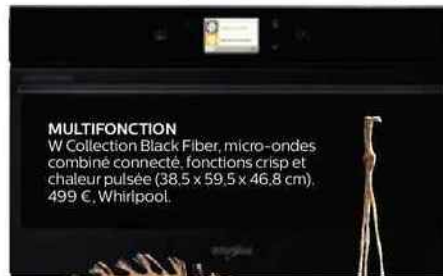 MULTIFONCTION
W Collection Black Fiber, micro-ondes
combiné connecté, fonctions crisp et
chaleur pulsée (38,5 x 59,5 x 46,8 cm).
499 €, Whirlpool.